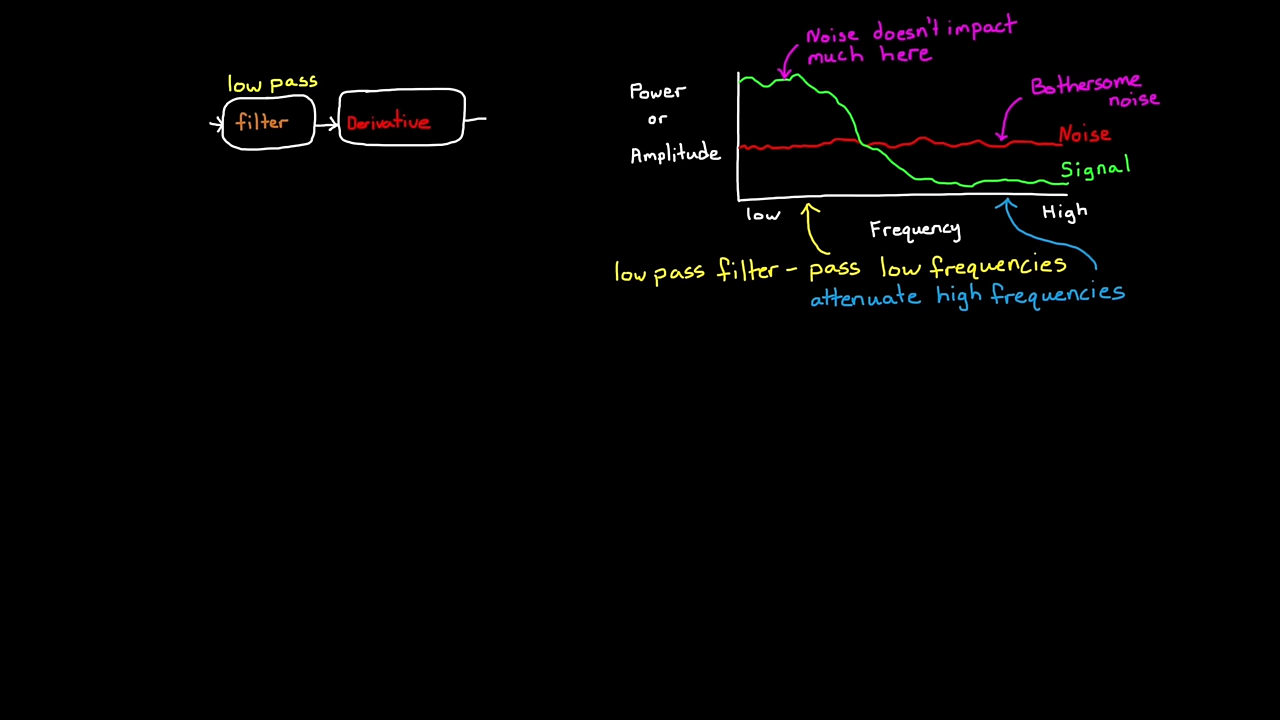 low pass
filter
Derivative
Noise doesn't impact
much here
Power
or
Amplitude
Bothersome
noise
Noise
Signal
low
Frequency
High
low pass filter - pass low frequencies
attenuate high frequencies